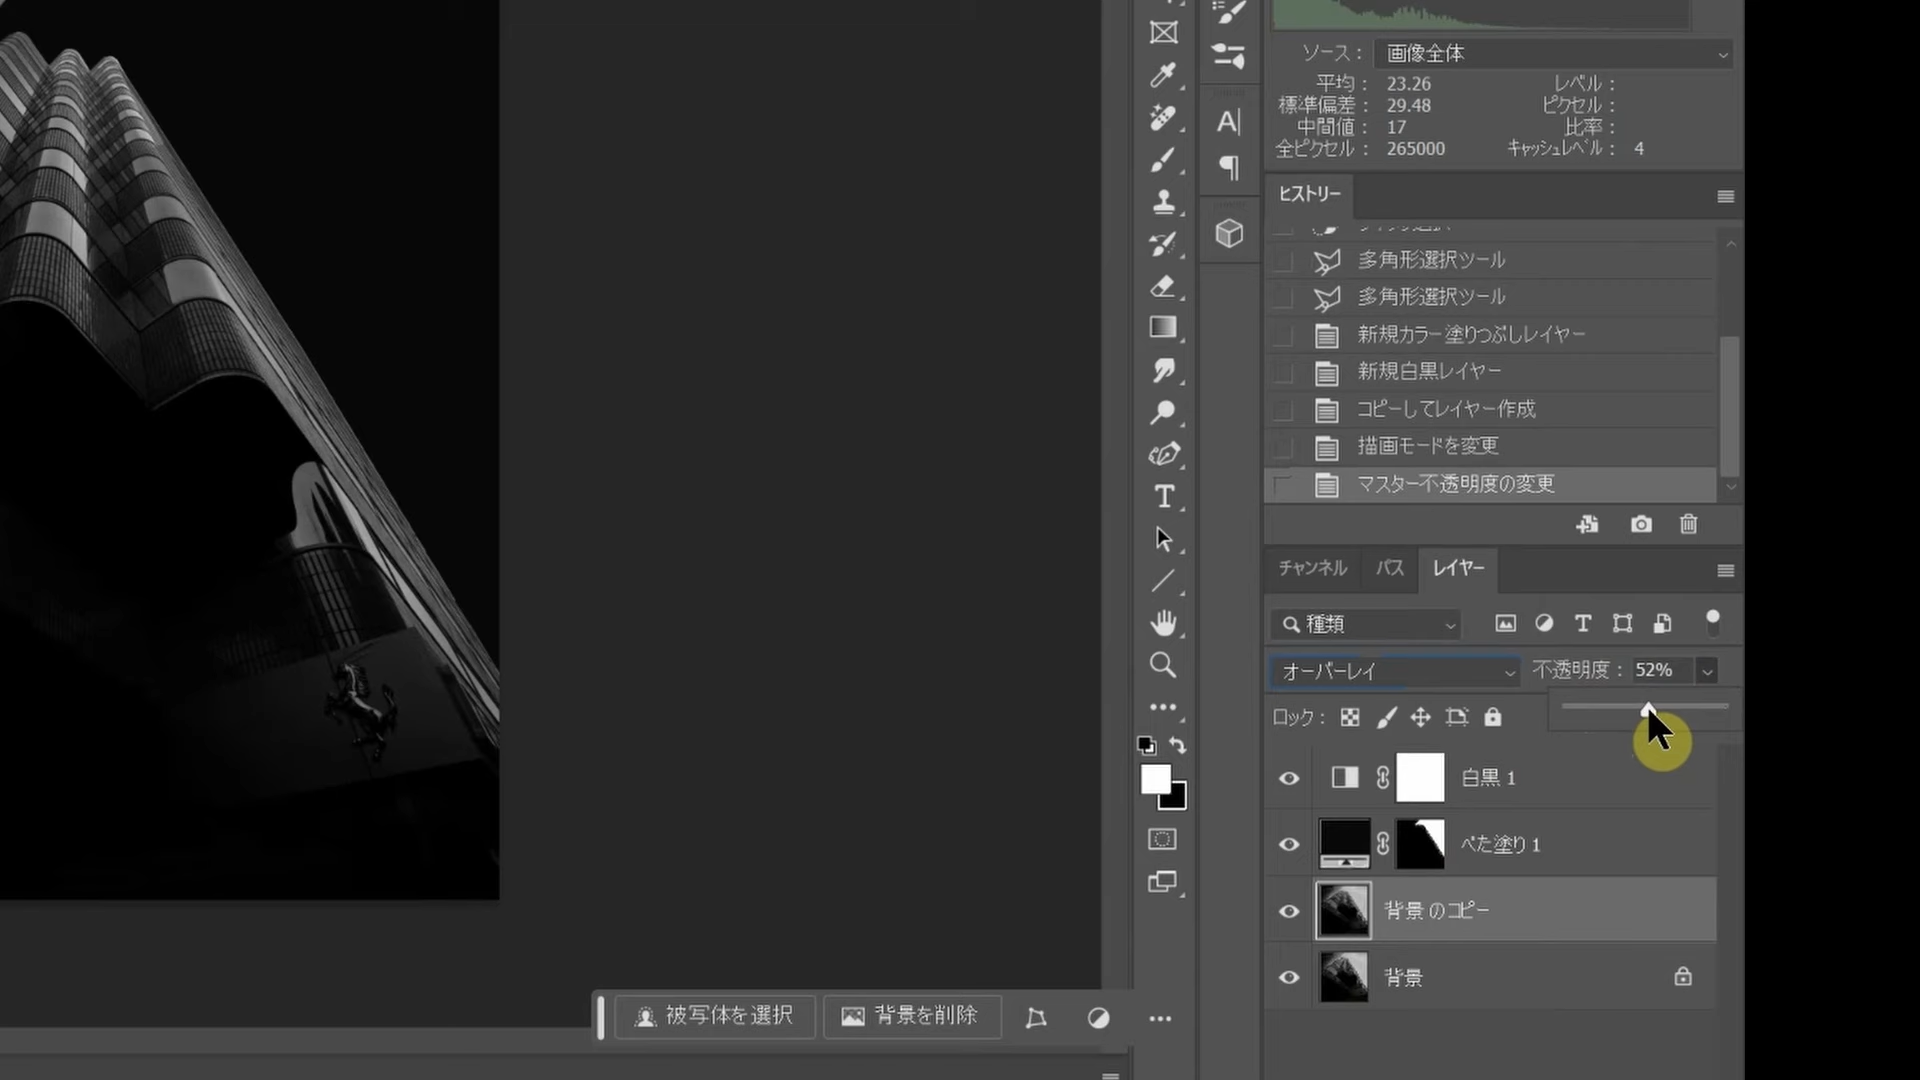 ソース： 画像全体
平均： 23.26 レベル：
標準偏差： 29.48 ピクセル：
中間値： 17 比率：
全ピクセル： 265000 キャッシュレベル： 4
ヒストリー
多角形選択ツール
多角形選択ツール
新規カラー塗りつぶしレイヤー
新規白黒レイヤー
コピーしてレイヤー作成
描画モードを変更
マスター不透明度の変更
チャンネル パス レイヤー
種類
オーバーレイ 不透明度： 52%
ロック：
白黒 1
べた塗り 1
背景 のコピー
背景
被写体を選択 背景を削除